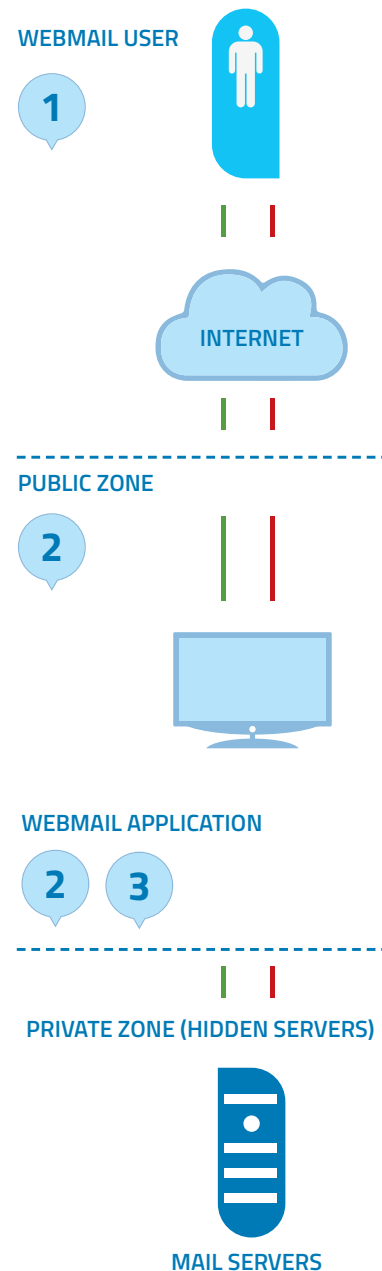 WEBMAIL USER
1
INTERNET
PUBLIC ZONE
2
WEBMAIL APPLICATION
2 3
PRIVATE ZONE (HIDDEN SERVERS)
MAIL SERVERS